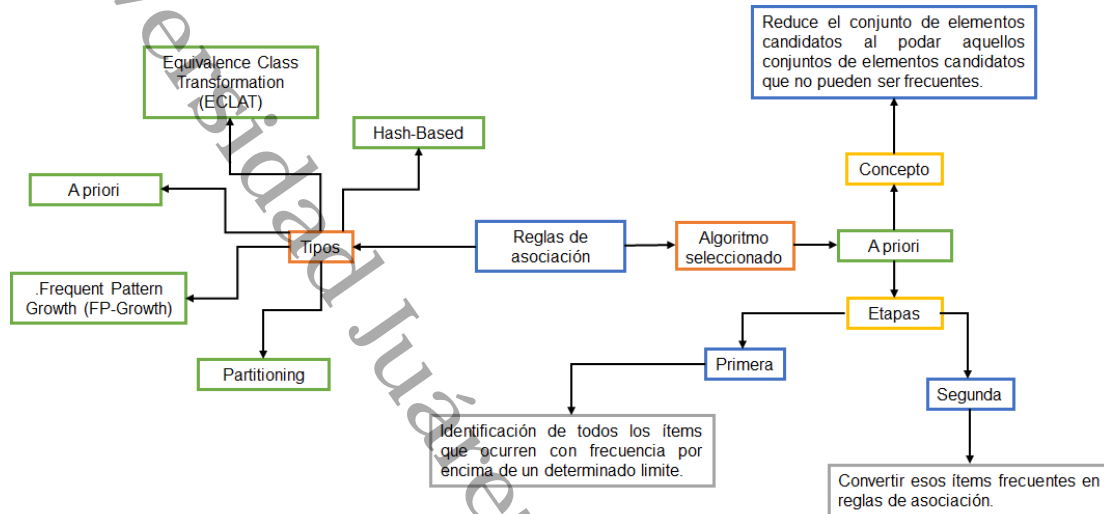 Reduce el conjunto de elementos
candidatos al podar aquellos
conjuntos de elementos candidatos
que no pueden ser frecuentes.
Equivalence Class
Transformation
(ECLAT)
Hash-Based
Concepto
A priori
Tipos
Reglas de
asociación
Algoritmo
seleccionado
A priori
.Frequent Pattern
Growth (FP-Growth)
Etapas
Primera
Partitioning
Segunda
Identificación de todos los ítems
que ocurren con frecuencia por
encima de un determinado limite.
Convertir esos ítems frecuentes en
reglas de asociación.
versidad Juáre